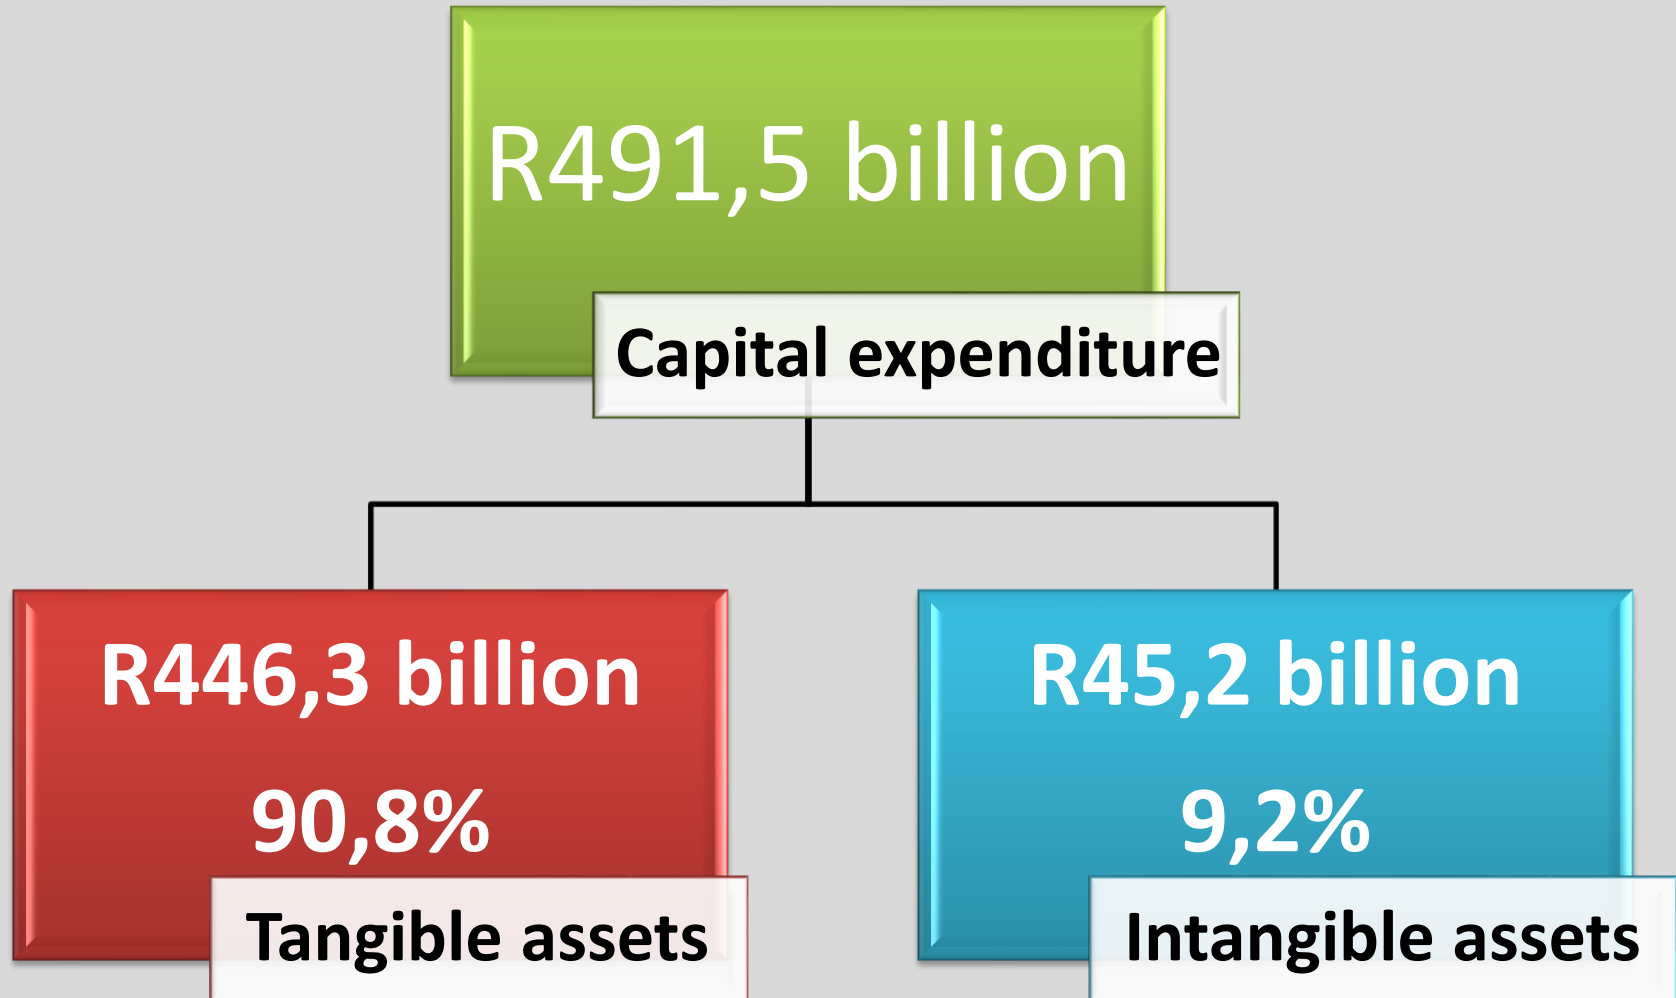 R491,5 billion
Capital expenditure
R446,3 billion
90,8%
Tangible assets
R45,2 billion
9,2%
Intangible assets